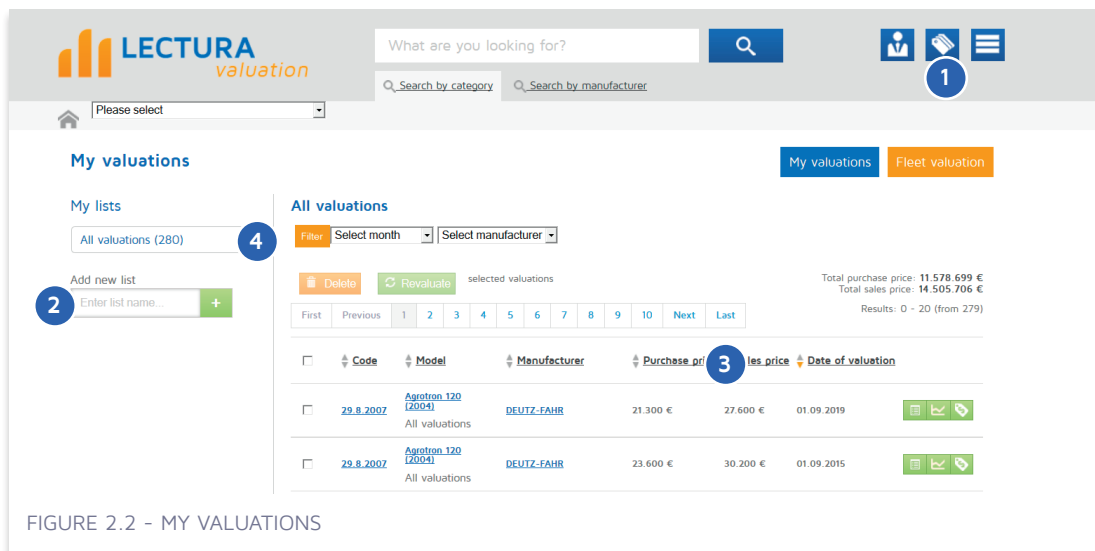 LECTURA
valuation
What are you looking for?
Search by category Search by manufacturer
1
Please select
My valuations
My valuations Fleet valuation
My lists
All valuations (280)
4
Add new list
2
Enter list name...
+
All valuations
Filter Select month Select manufacturer
Delete Revaluate selected valuations
Total purchase price: 11.578.699 €
Total sales price: 14.505.706 €
Results: 0 - 20 (from 279)
First Previous 1 2 3 4 5 6 7 8 9 10 Next Last
Code Model Manufacturer Purchase pri 3 les price Date of valuation
29.8.2007 Agrotron 120 (2004) DEUTZ-FAHR 21.300 € 27.600 € 01.09.2019
All valuations
29.8.2007 Agrotron 120 (2004) DEUTZ-FAHR 23.600 € 30.200 € 01.09.2015
All valuations
FIGURE 2.2 - MY VALUATIONS